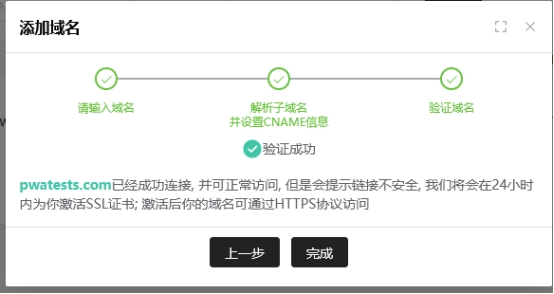 添加域名
请输入域名
解析子域名
并设置CNAME信息
验证域名
验证成功
pwatests.com已经成功连接, 并可正常访问, 但是会提示链接不安全, 我们将会在24小时
内为你激活SSL证书; 激活后你的域名可通过HTTPS协议访问
上一步
完成